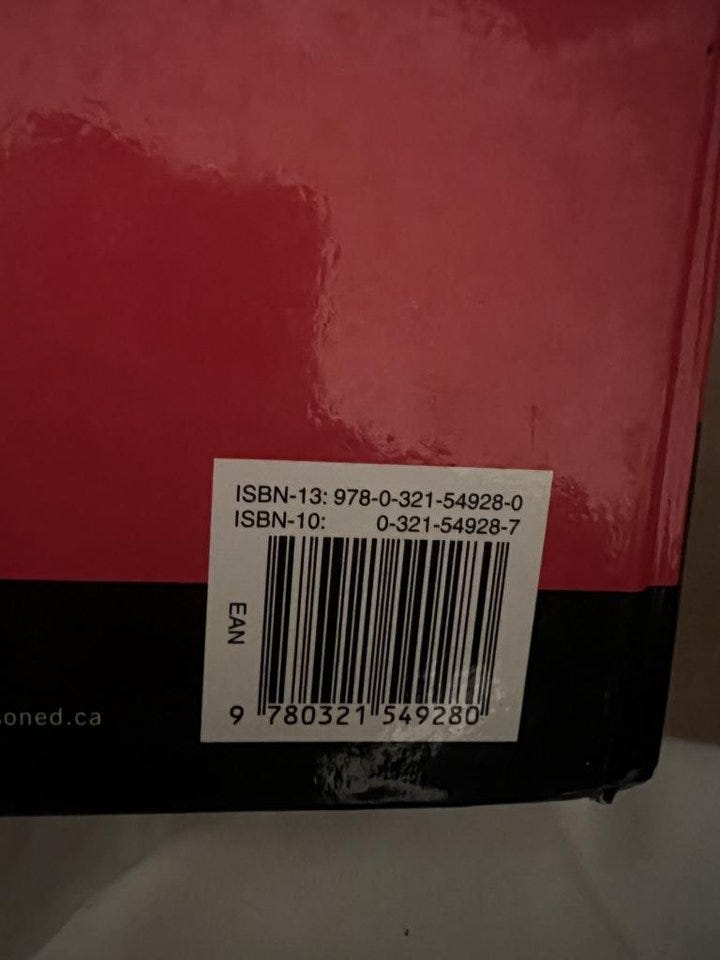 ISBN-13: 978-0-321-54928-0
ISBN-10: 0-321-54928-7
EAN
9 780321 549280
oned.ca